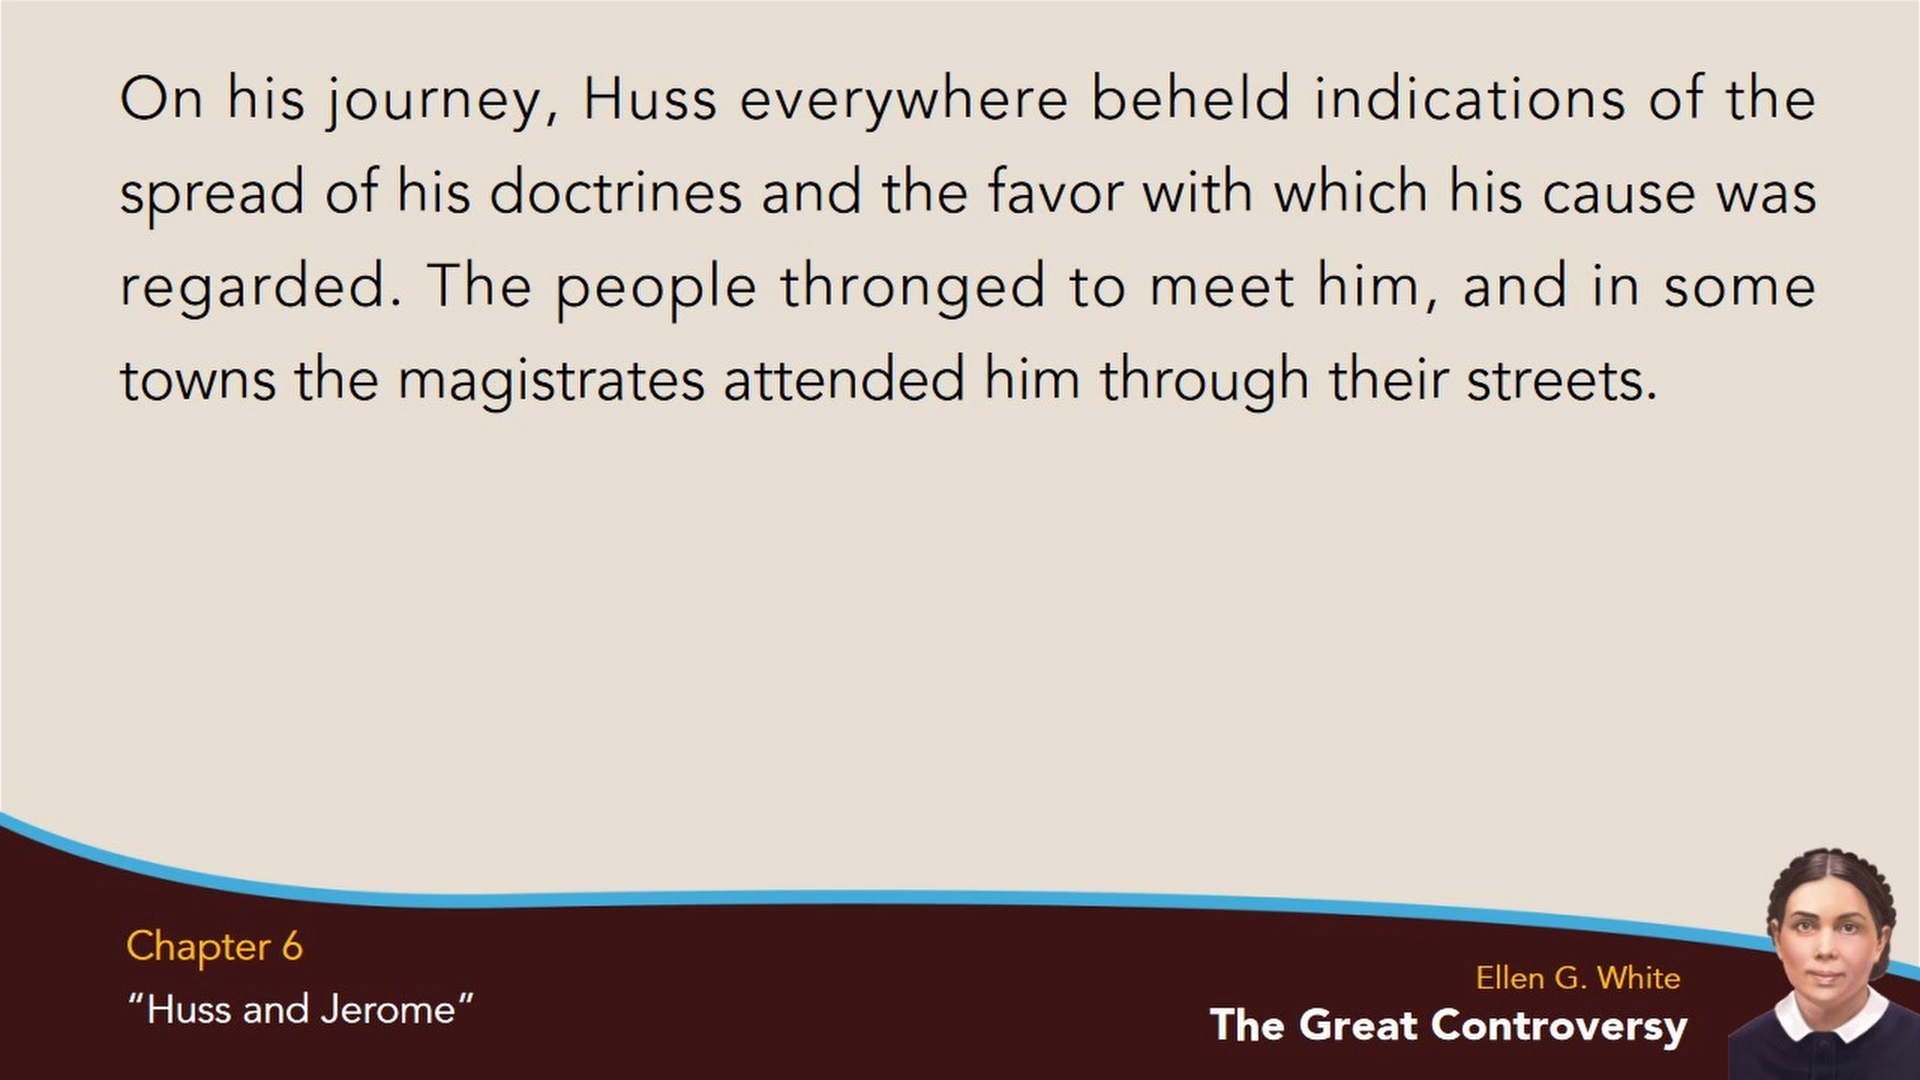 On his journey, Huss everywhere beheld indications of the
spread of his doctrines and the favor with which his cause was
regarded. The people thronged to meet him, and in some
towns the magistrates attended him through their streets.
Chapter 6
“Huss and Jerome”
Ellen G. White
The Great Controversy